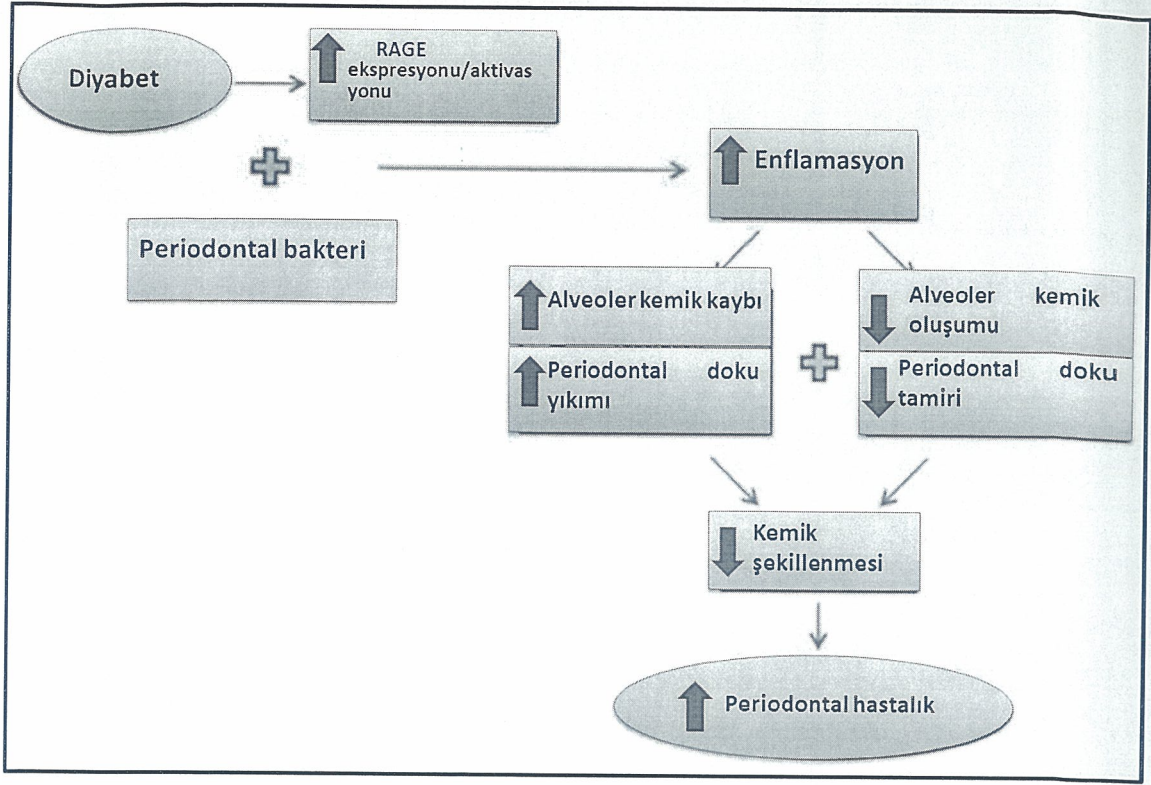 Diyabet
RAGE
ekspresyonu/aktivas
yonu
Enflamasyon
Periodontal bakteri
Alveoler kemik kaybı
Periodontal doku
yıkımı
Alveoler kemik
oluşumu
Periodontal doku
tamiri
Kemik
şekillenmesi
Periodontal hastalık